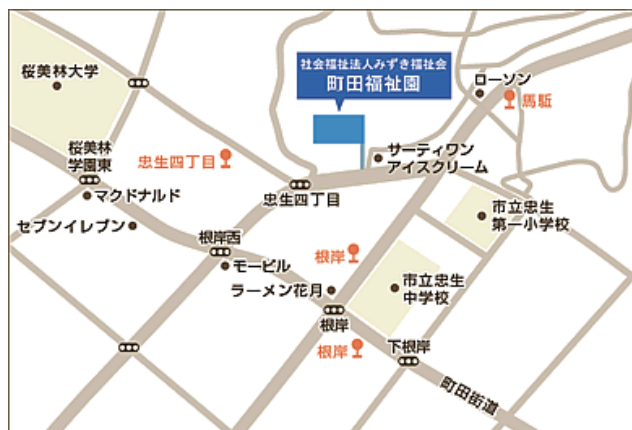 社会福祉法人みずき福祉会
町田福祉園
桜美林大学
ローソン
馬駈
桜美林
学園東
忠生四丁目
サーティワン
アイスクリーム
マクドナルド
忠生四丁目
セブンイレブン
市立忠生
第一小学校
根岸西
根岸
モービル
ラーメン花月
市立忠生
中学校
根岸
根岸
下根岸
町田街道